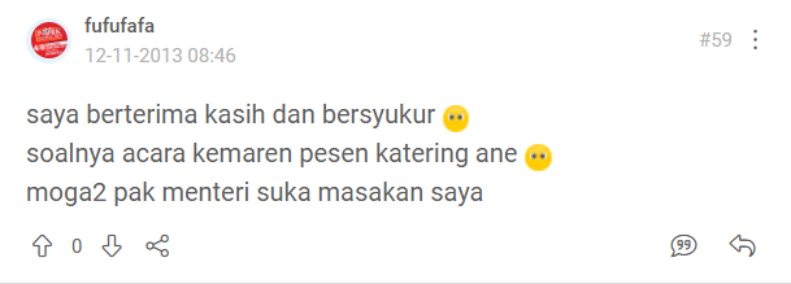 fufufafa
12-11-2013 08:46
#59
saya berterima kasih dan bersyukur
soalnya acara kemaren pesen katering ane
moga2 pak menteri suka masakan saya
0